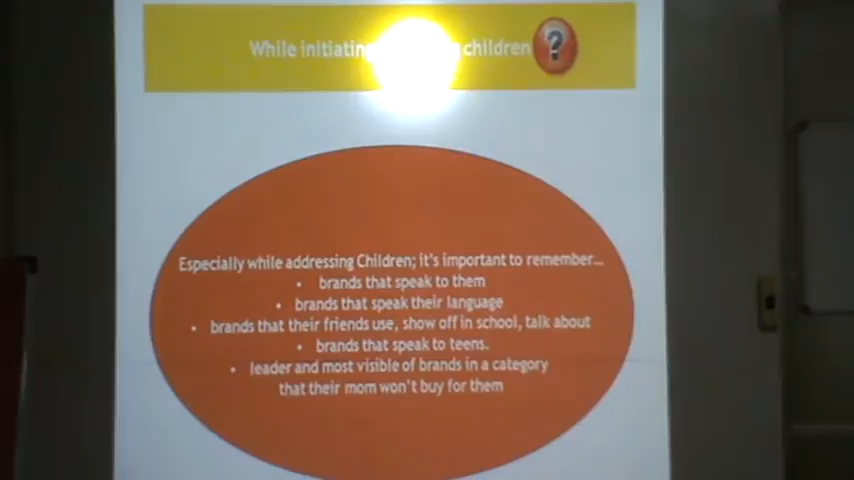 While initiating children ?
Especially while addressing Children; it's important to remember...
• brands that speak to them
• brands that speak their language
• brands that their friends use, show off in school, talk about
• brands that speak to teens.
• leader and most visible of brands in a category
that their mom won't buy for them